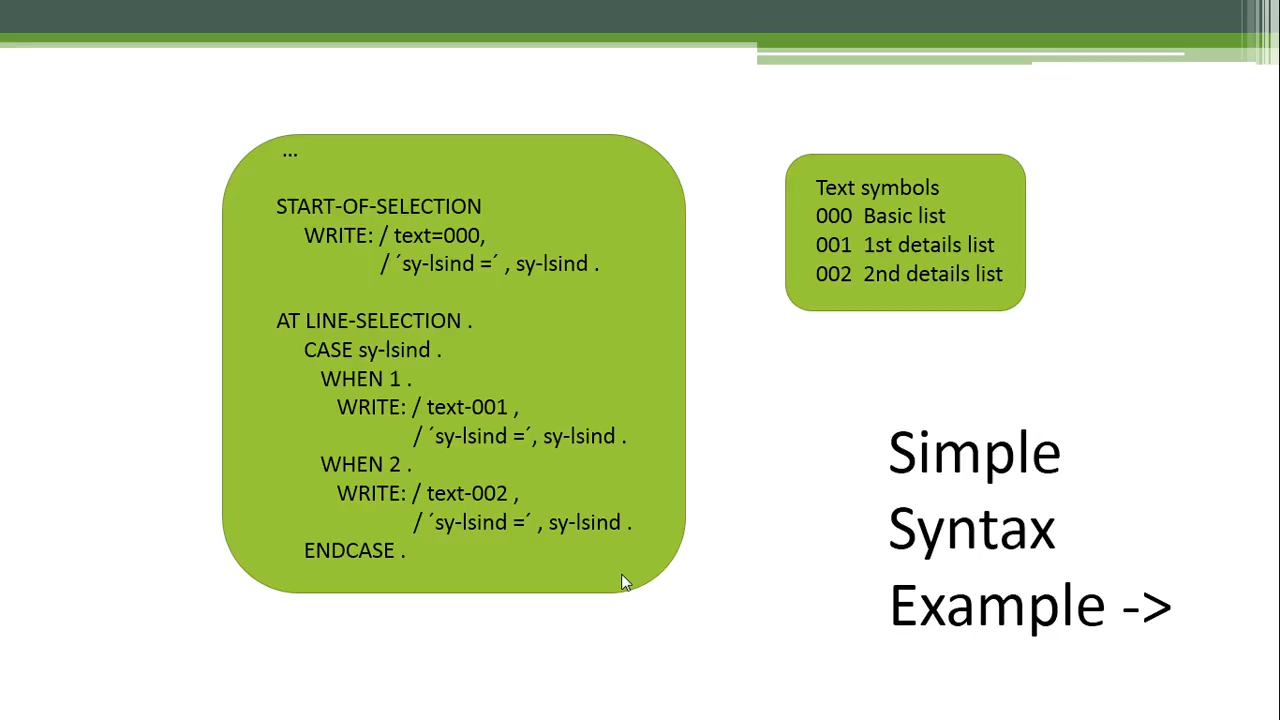 ...
START-OF-SELECTION
WRITE: / text=000,
/ ´sy-lsind =´ , sy-lsind .
AT LINE-SELECTION .
CASE sy-lsind .
WHEN 1 .
WRITE: / text-001 ,
/ ´sy-lsind =´, sy-lsind .
WHEN 2 .
WRITE: / text-002 ,
/ ´sy-lsind =´ , sy-lsind .
ENDCASE .
Text symbols
000 Basic list
001 1st details list
002 2nd details list
Simple
Syntax
Example ->